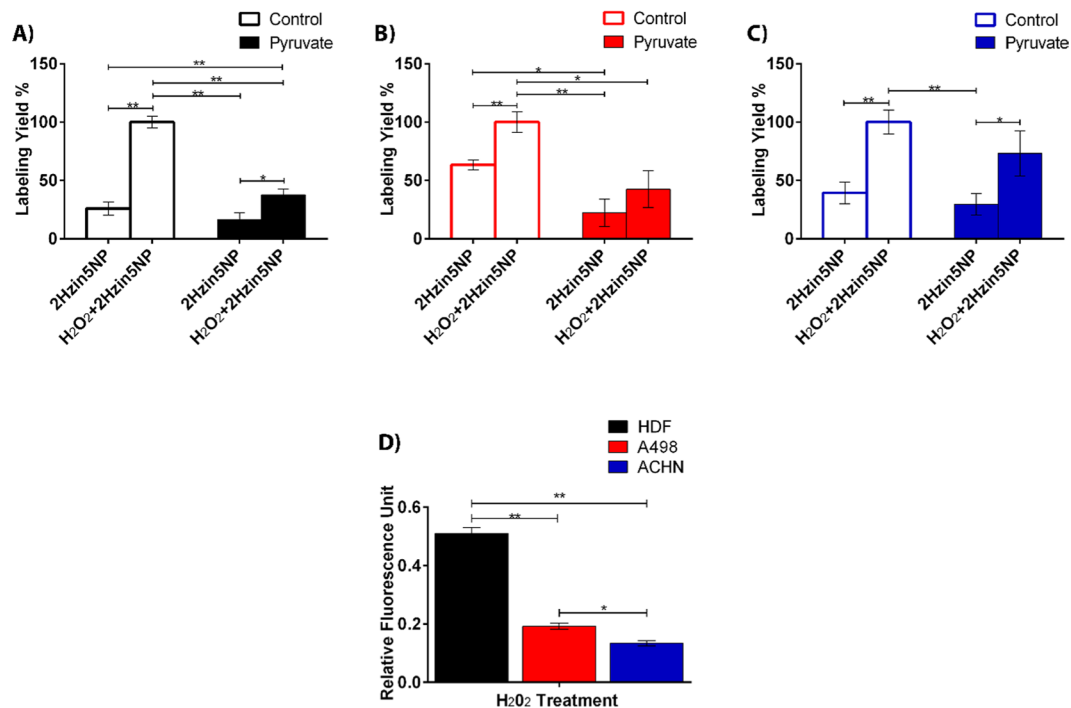 A)
Control
Pyruvate
Labeling Yield %
150
100
50
0
** 
**
**
**
*
2Hzin5NP
H2O2+2Hzin5NP
2Hzin5NP
H2O2+2Hzin5NP
B)
Control
Pyruvate
Labeling Yield %
150
100
50
0
*
*
**
**
2Hzin5NP
H2O2+2Hzin5NP
2Hzin5NP
H2O2+2Hzin5NP
C)
Control
Pyruvate
Labeling Yield %
150
100
50
0
**
**
*
2Hzin5NP
H2O2+2Hzin5NP
2Hzin5NP
H2O2+2Hzin5NP
D)
HDF
A498
ACHN
Relative Fluorescence Unit
0.6
0.4
0.2
0.0
**
**
*
H202 Treatment